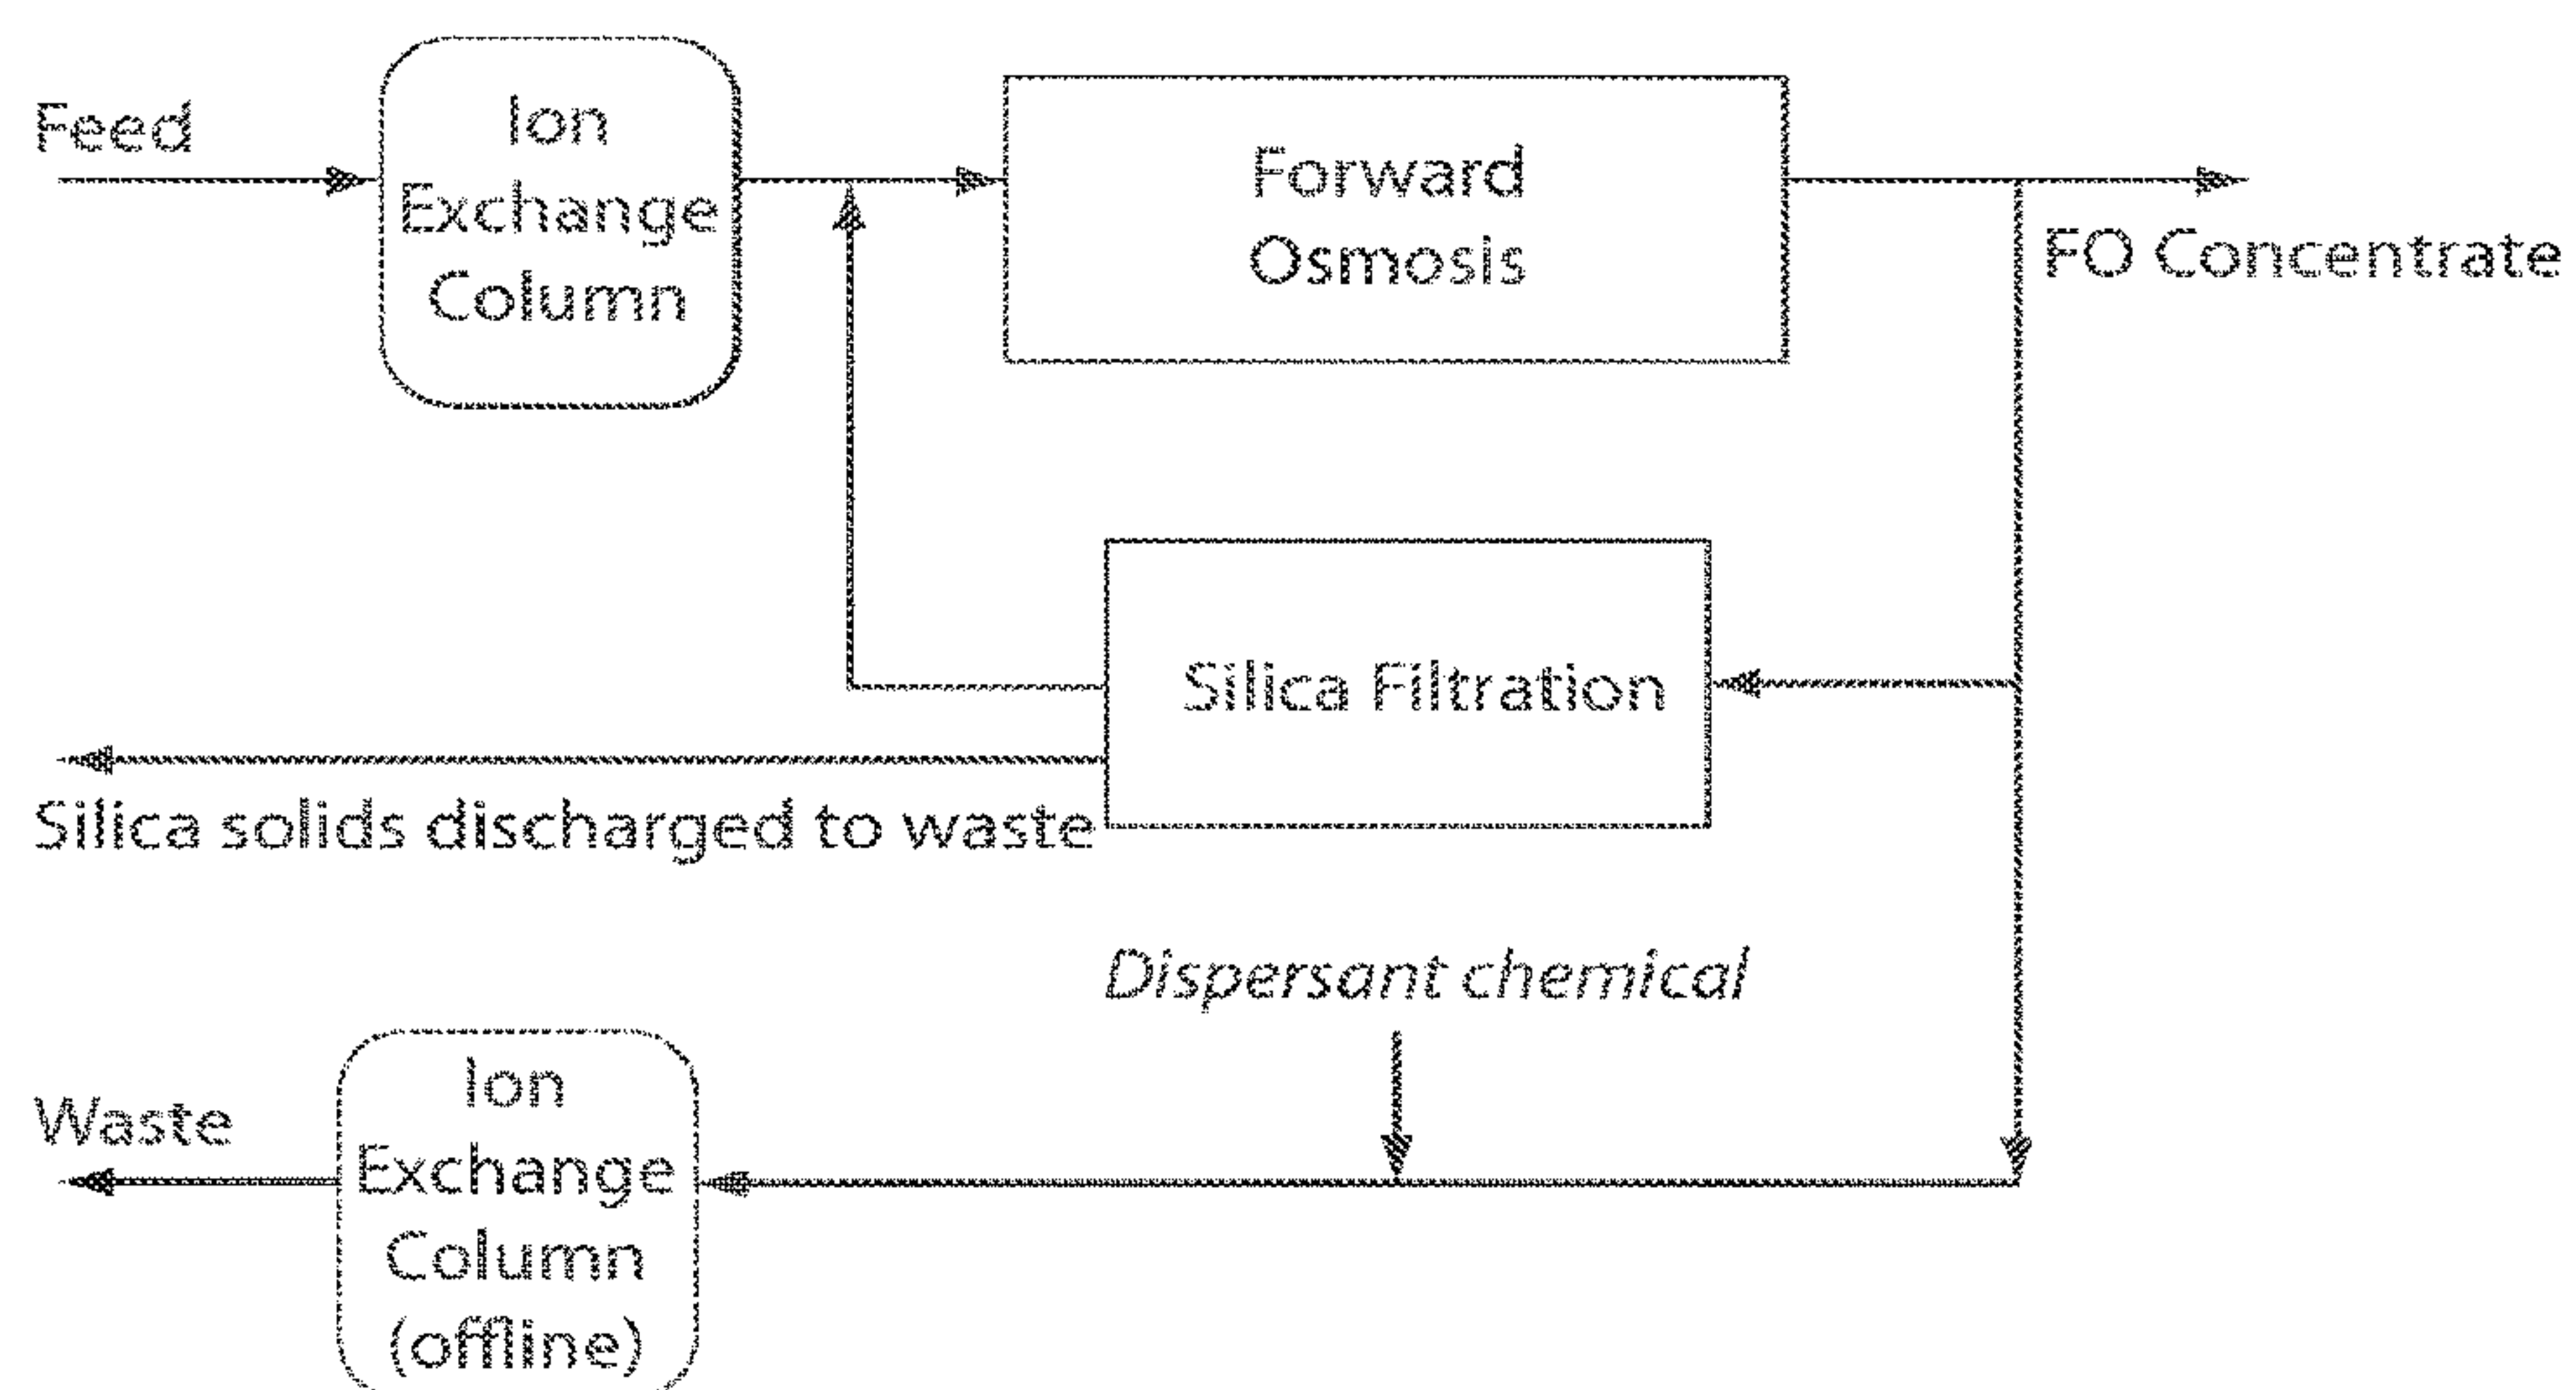 Feed
Ion
Exchange
Column
Forward
Osmosis
FO Concentrate
Silica Filtration
Silica solids discharged to waste
Dispersant chemical
Waste
Ion
Exchange
Column
(offline)